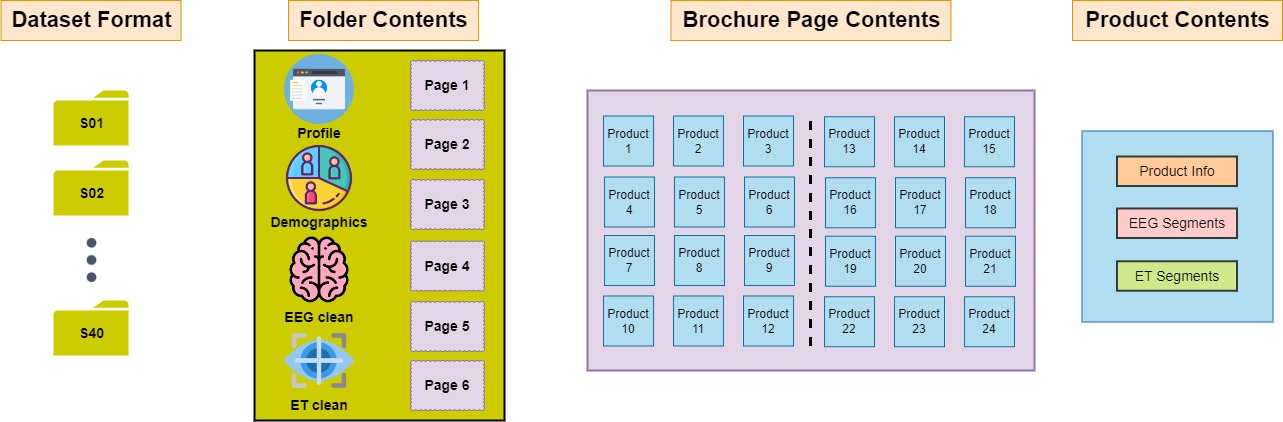 Dataset Format
Folder Contents
Brochure Page Contents
Product Contents
S01
S02
S40
Profile
Demographics
EEG clean
ET clean
Page 1
Page 2
Page 3
Page 4
Page 5
Page 6
Product
1
Product
2
Product
3
Product
13
Product
14
Product
15
Product
4
Product
5
Product
6
Product
16
Product
17
Product
18
Product
7
Product
8
Product
9
Product
19
Product
20
Product
21
Product
10
Product
11
Product
12
Product
22
Product
23
Product
24
Product Info
EEG Segments
ET Segments